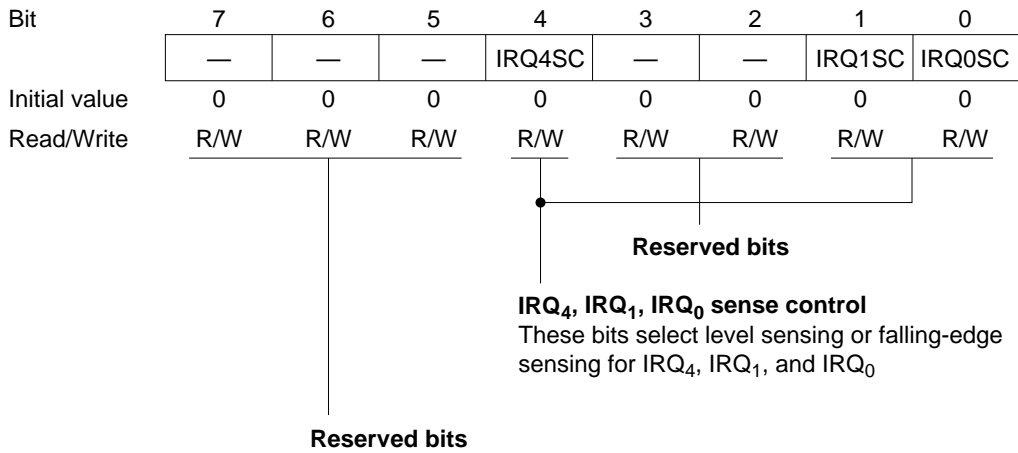 Bit 7 6 5 4 3 2 1 0
— — — IRQ4SC — — IRQ1SC IRQ0SC
Initial value 0 0 0 0 0 0 0 0
Read/Write R/W R/W R/W R/W R/W R/W R/W R/W
Reserved bits
IRQ4, IRQ1, IRQ0 sense control
These bits select level sensing or falling-edge
sensing for IRQ4, IRQ1, and IRQ0
Reserved bits